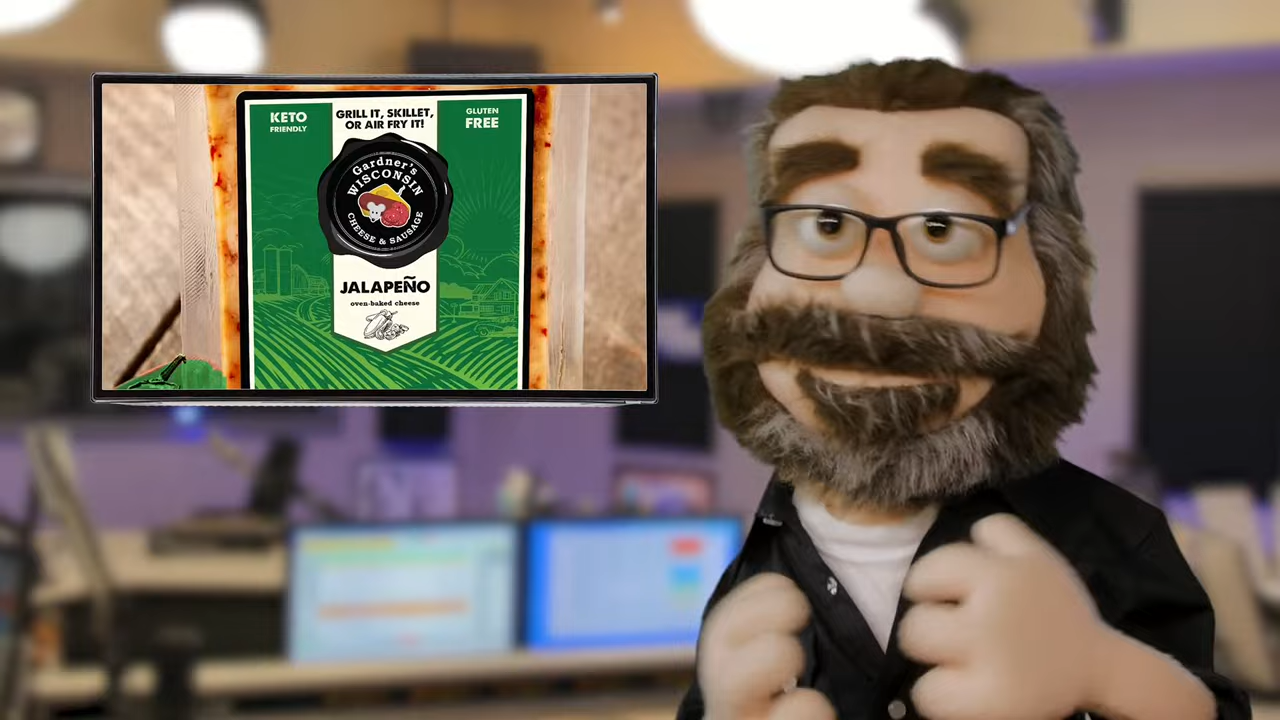 KETO
FRIENDLY
GRILL IT, SKILLET,
OR AIR FRY IT!
GLUTEN
FREE
Gardner's
WISCONSIN
CHEESE & SAUSAGE
JALAPEÑO
oven-baked cheese